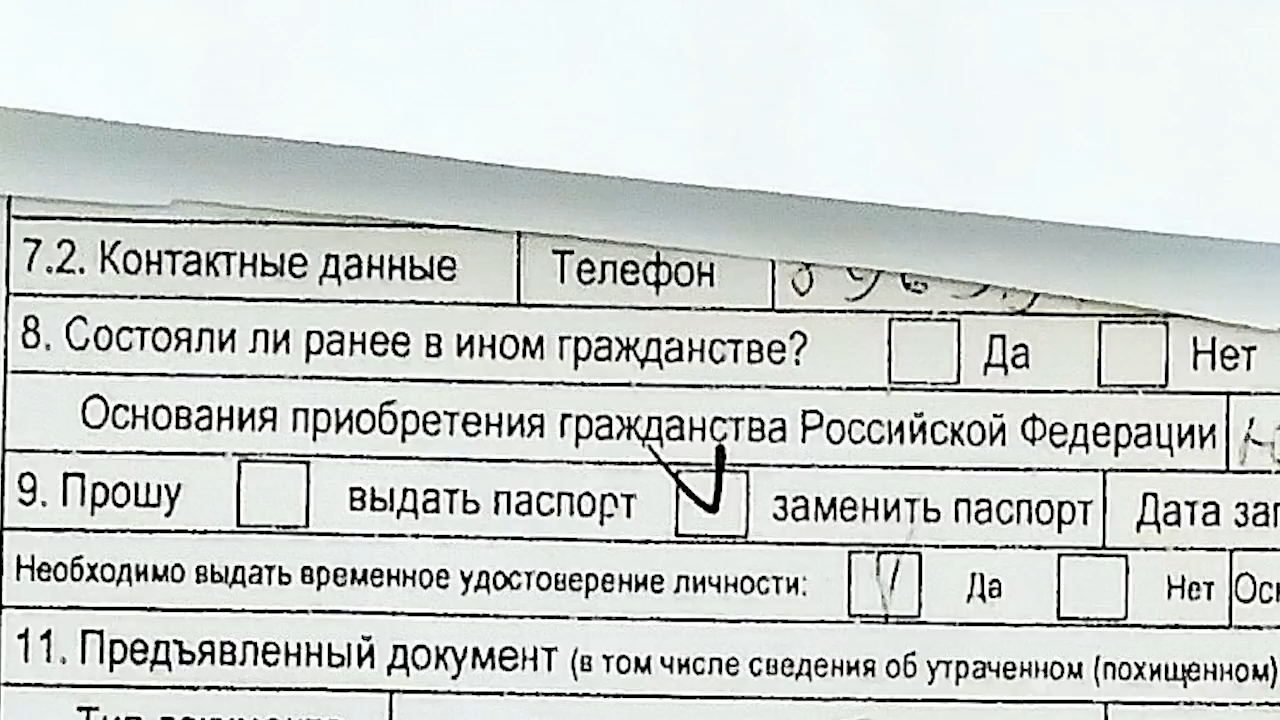 7.2. Контактные данные Телефон
8. Состояли ли ранее в ином гражданстве? Да Нет
Основания приобретения гражданства Российской Федерации
9. Прошу выдать паспорт заменить паспорт Дата
Необходимо выдать временное удостоверение личности: Да Нет
11. Предъявленный документ (в том числе сведения об утраченном (похищенном)